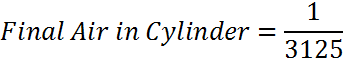 Final Air in Cylinder = 1/3125